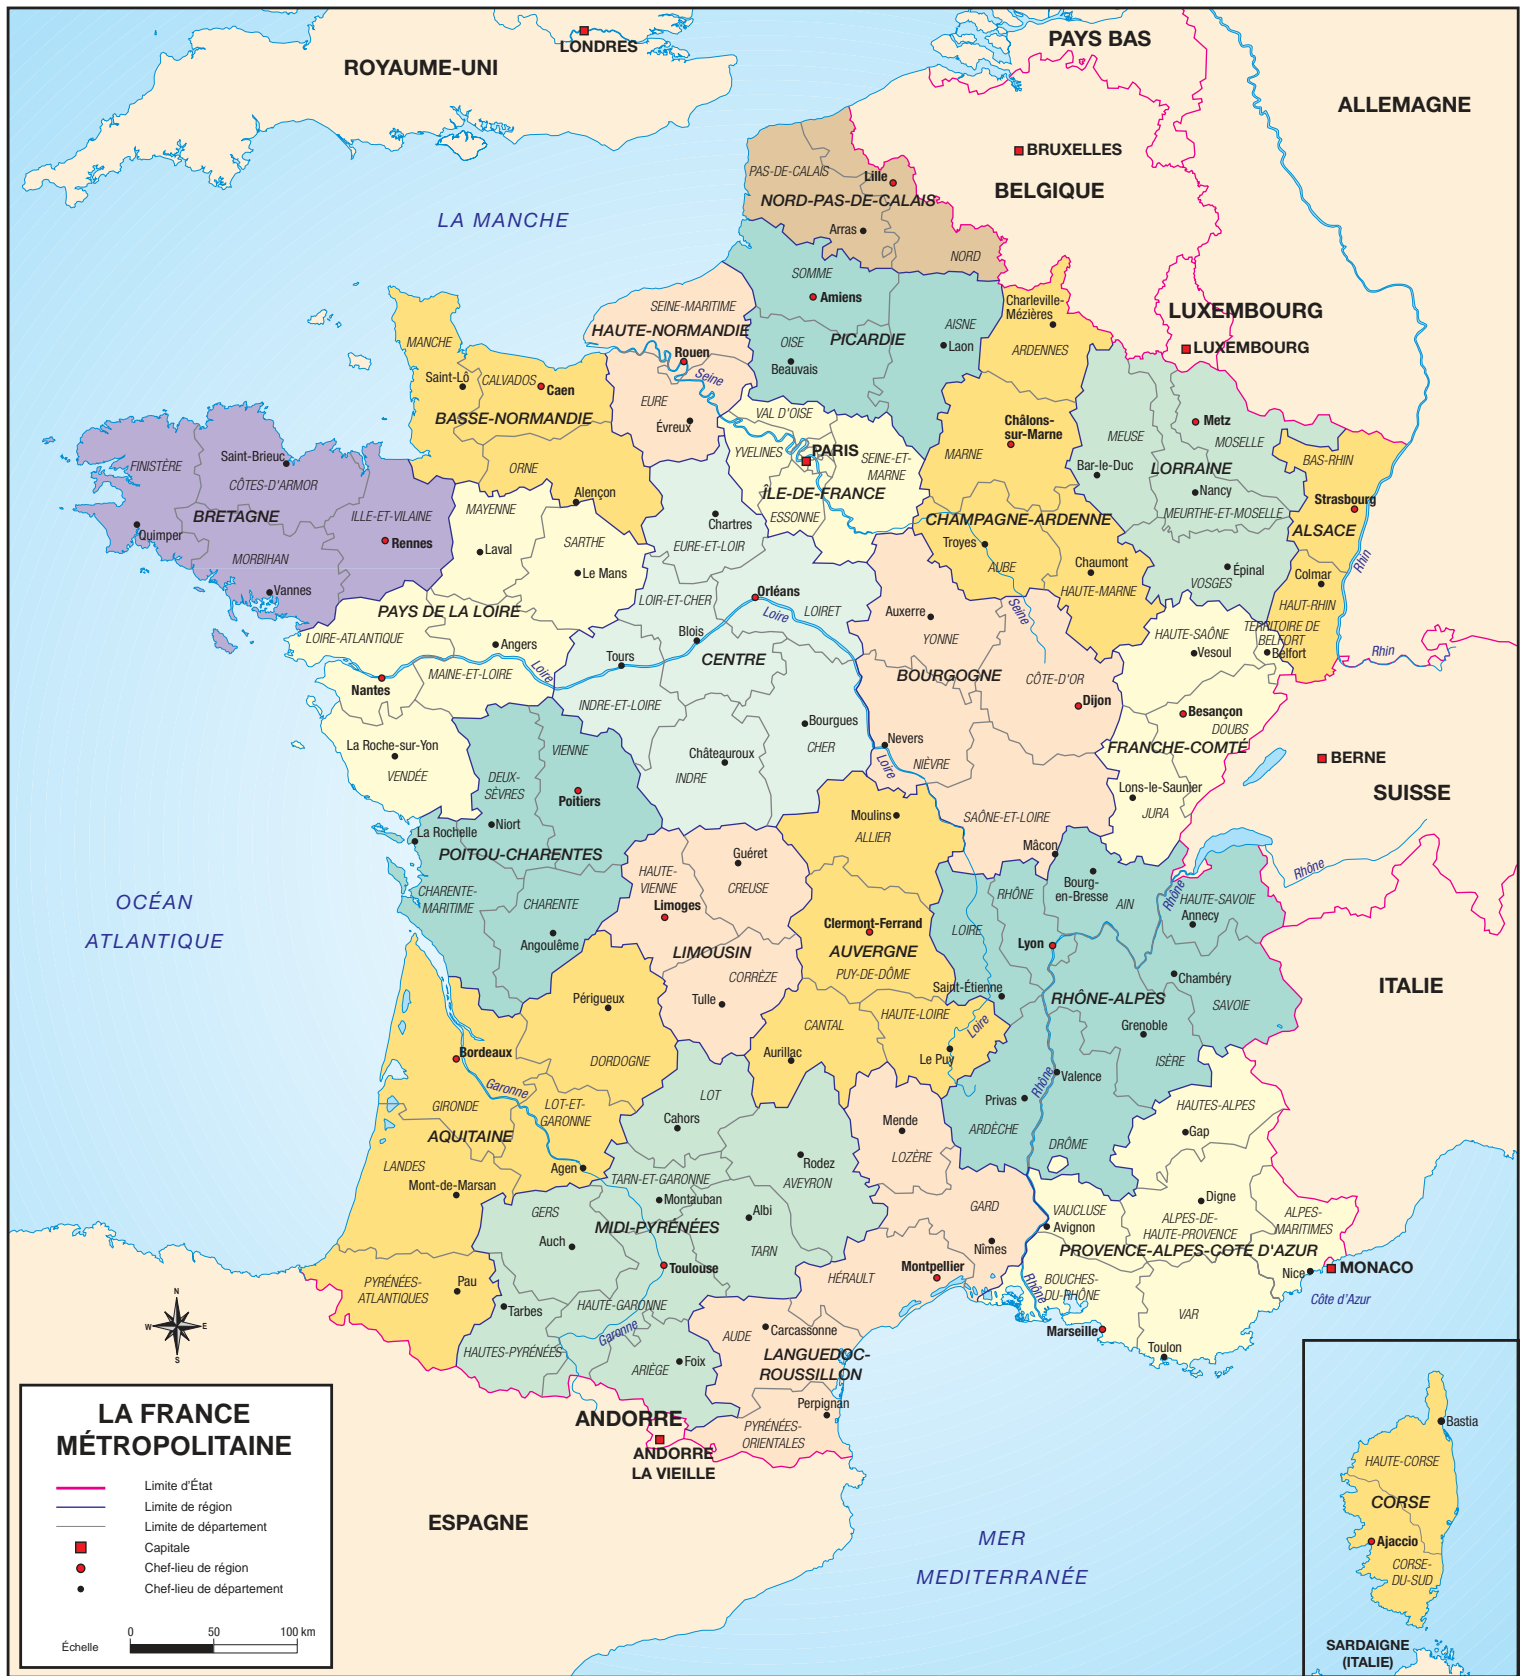 LONDRES
ROYAUME-UNI
PAYS BAS
ALLEMAGNE
BRUXELLES
BELGIQUE
LA MANCHE
PAS-DE-CALAIS
Lille
NORD-PAS-DE-CALAIS
Arras
NORD
SOMME
Amiens
PICARDIE
AISNE
OISE
Laon
Beauvais
SEINE-MARITIME
HAUTE-NORMANDIE
Rouen
Seine
EURE
Évreux
Charleville-
Mézières
ARDENNES
LUXEMBOURG
LUXEMBOURG
MANCHE
Saint-Lô
CALVADOS
Caen
BASSE-NORMANDIE
ORNE
Alençon
VAL D'OISE
YVELINES
PARIS
SEINE-ET-
MARNE
ÎLE-DE-FRANCE
ESSONNE
Châlons-
sur-Marne
MARNE
CHAMPAGNE-ARDENNE
Troyes
AUBE
Chaumont
HAUTE-MARNE
Seine
MEUSE
Metz
MOSELLE
Bar-le-Duc
LORRAINE
Nancy
MEURTHE-ET-MOSELLE
Épinal
VOSGES
BAS-RHIN
Strasbourg
ALSACE
Rhin
Colmar
HAUT-RHIN
Rhin
FINISTÈRE
Saint-Brieuc
CÔTES-D'ARMOR
BRETAGNE
ILLE-ET-VILAINE
Quimper
Rennes
MORBIHAN
Vannes
MAYENNE
Laval
SARTHE
Le Mans
PAYS DE LA LOIRE
LOIRE-ATLANTIQUE
Angers
MAINE-ET-LOIRE
Loire
Nantes
La Roche-sur-Yon
VENDÉE
Chartres
EURE-ET-LOIR
LOIR-ET-CHER
Orléans
Loire
LOIRET
Blois
Tours
CENTRE
INDRE-ET-LOIRE
Bourgues
CHER
Châteauroux
INDRE
Auxerre
YONNE
BOURGOGNE
CÔTE-D'OR
Dijon
Nevers
Loire
NIÈVRE
SAÔNE-ET-LOIRE
Mâcon
HAUTE-SAÔNE
Vesoul
TERRITOIRE DE
BELFORT
Belfort
Besançon
DOUBS
FRANCHE-COMTÉ
Lons-le-Saunier
JURA
BERNE
SUISSE
DEUX-
SÈVRES
VIENNE
Poitiers
Niort
La Rochelle
POITOU-CHARENTES
CHARENTE-
MARITIME
CHARENTE
Angoulême
HAUTE-
VIENNE
Guéret
CREUSE
Limoges
LIMOUSIN
CORRÈZE
Tulle
Moulins
ALLIER
Clermont-Ferrand
AUVERGNE
PUY-DE-DÔME
CANTAL
HAUTE-LOIRE
Loire
Aurillac
Le Puy
OCÉAN
ATLANTIQUE
RHÔNE
Bourg-
en-Bresse
AIN
Rhône
Rhône
HAUTE-SAVOIE
Annecy
LOIRE
Lyon
Saint-Étienne
RHÔNE-ALPES
Chambéry
SAVOIE
Grenoble
ISÈRE
Rhône
Valence
Privas
ARDÈCHE
DRÔME
ITALIE
Périgueux
DORDOGNE
Bordeaux
Garonne
GIRONDE
LOT-ET-
GARONNE
AQUITAINE
Agen
LANDES
Mont-de-Marsan
PYRÉNÉES-
ATLANTIQUES
Pau
LOT
Cahors
TARN-ET-GARONNE
Montauban
Rodez
AVEYRON
GERS
MIDI-PYRÉNÉES
Albi
Auch
TARN
Toulouse
HAUTE-GARONNE
Tarbes
Garonne
HAUTES-PYRÉNÉES
ARIÈGE
Foix
Mende
LOZÈRE
GARD
Nîmes
Montpellier
HÉRAULT
AUDE
Carcassonne
LANGUEDOC-
ROUSSILLON
Perpignan
PYRÉNÉES-
ORIENTALES
HAUTES-ALPES
Gap
VAUCLUSE
Avignon
Digne
ALPES-DE-
HAUTE-PROVENCE
ALPES-
MARITIMES
PROVENCE-ALPES-COTE D'AZUR
Rhône
BOUCHES-
DU-RHÔNE
Nice
MONACO
Côte d'Azur
VAR
Marseille
Toulon
ANDORRE
ANDORRE
LA VIEILLE
ESPAGNE
MER
MEDITERRANÉE
Bastia
HAUTE-CORSE
CORSE
Ajaccio
CORSE-
DU-SUD
SARDAIGNE
(ITALIE)
N
W
E
S
LA FRANCE
MÉTROPOLITAINE
Limite d'État
Limite de région
Limite de département
Capitale
Chef-lieu de région
Chef-lieu de département
Échelle
0 50 100 km